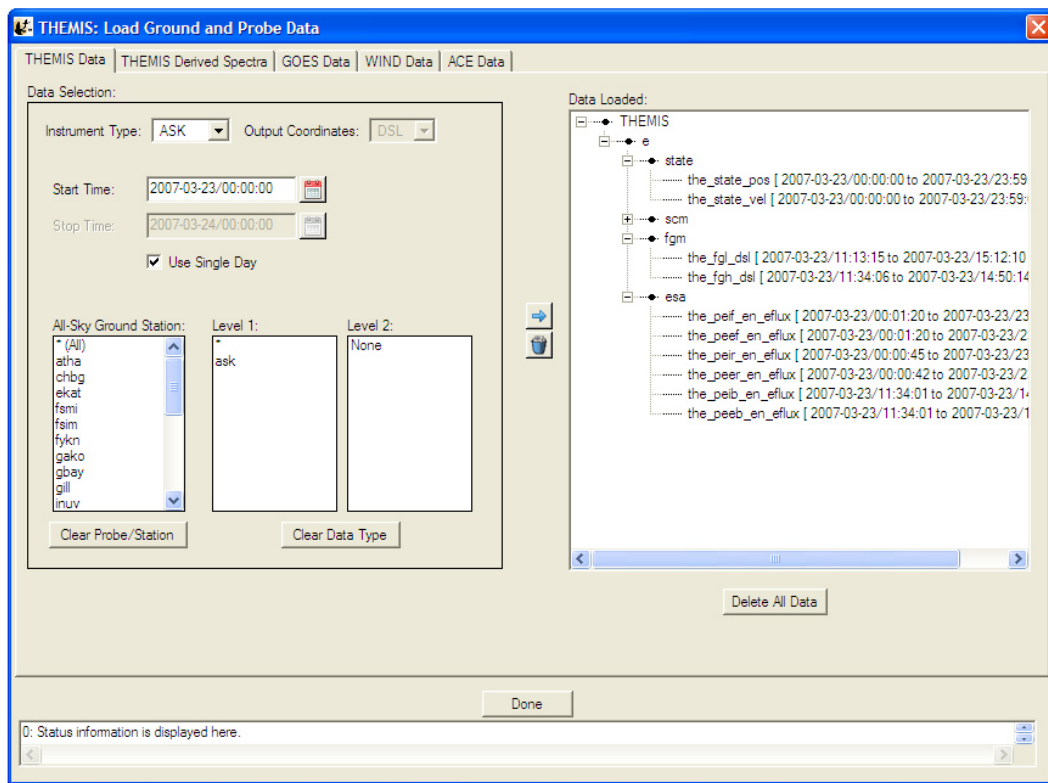 THEMIS: Load Ground and Probe Data
THEMIS Data THEMIS Derived Spectra GOES Data WIND Data ACE Data
Data Selection:
Instrument Type: ASK Output Coordinates: DSL
Start Time: 2007-03-23/00:00:00
Stop Time: 2007-03-24/00:00:00
Use Single Day
All-Sky Ground Station:
* (All)
atha
chbg
ekat
fsmi
fsim
fykn
gako
gbay
gill
inuv
Level 1:
*
ask
Level 2:
None
Clear Probe/Station
Clear Data Type
Data Loaded:
THEMIS
e
state
the_state_pos [ 2007-03-23/00:00:00 to 2007-03-23/23:59
the_state_vel [ 2007-03-23/00:00:00 to 2007-03-23/23:59:
scm
fgm
the_fgl_dsl [ 2007-03-23/11:13:15 to 2007-03-23/15:12:10
the_fgh_dsl [ 2007-03-23/11:34:06 to 2007-03-23/14:50:14
esa
the_peif_en_eflux [ 2007-03-23/00:01:20 to 2007-03-23/23
the_peef_en_eflux [ 2007-03-23/00:01:20 to 2007-03-23/2
the_peir_en_eflux [ 2007-03-23/00:00:45 to 2007-03-23/23
the_peer_en_eflux [ 2007-03-23/00:00:42 to 2007-03-23/2
the_peib_en_eflux [ 2007-03-23/11:34:01 to 2007-03-23/14
the_peeb_en_eflux [ 2007-03-23/11:34:01 to 2007-03-23/1
Delete All Data
Done
0: Status information is displayed here.